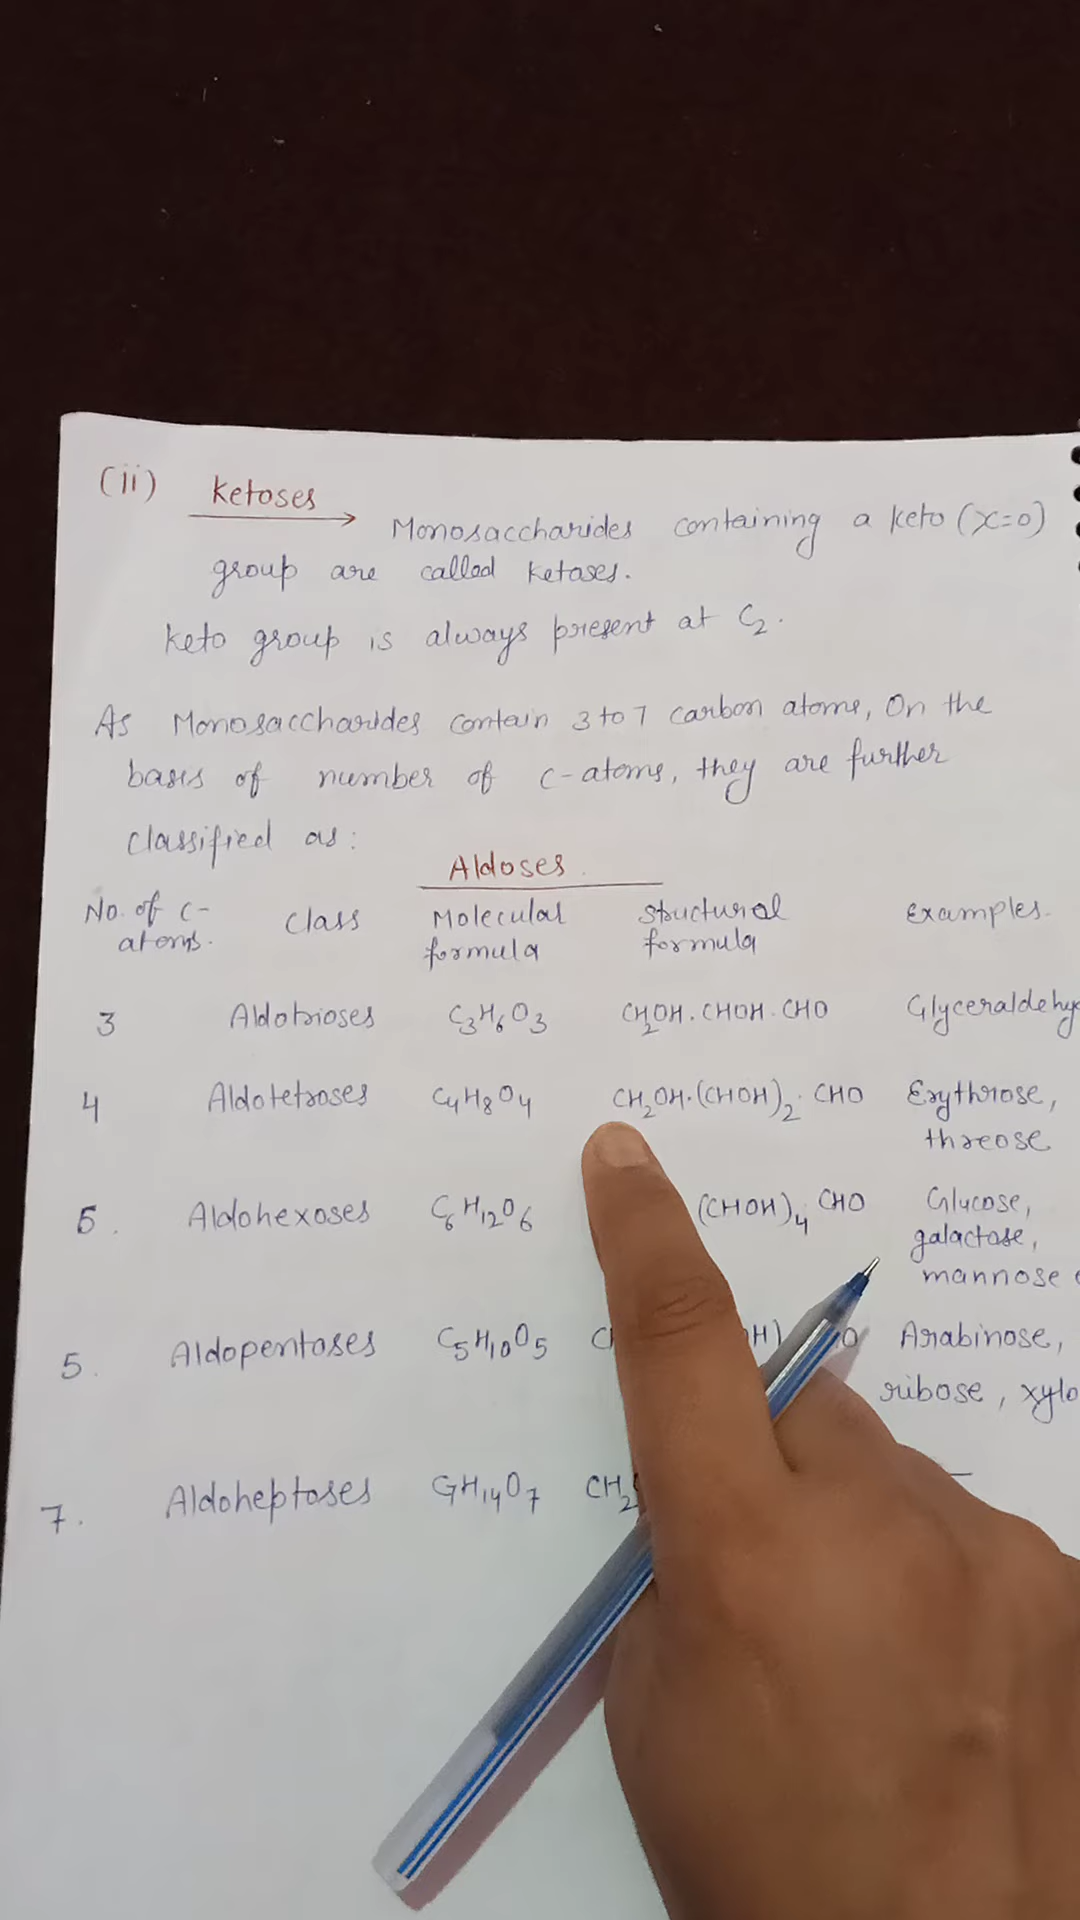 (ii) Ketoses
Monosaccharides containing a keto (>C=O)
group are called Ketoses.
Keto group is always present at C₂.
As Monosaccharides contain 3 to 7 carbon atoms, On the
basis of number of C-atoms, they are further
classified as:
Aldoses.
No. of C- Class Molecular Structural Examples.
atoms. formula formula
3 Aldotrioses C₃H₆O₃ CH₂OH.CHOH.CHO Glyceraldehy
4 Aldotetroses C₄H₈O₄ CH₂OH.(CHOH)₂.CHO Erythrose,
threose
6. Aldohexoses C₆H₁₂O₆ (CHOH)₄ CHO Glucose,
galactose,
mannose
5. Aldopentoses C₅H₁₀O₅ Arabinose,
ribose, xylo
7. Aldoheptoses C₇H₁₄O₇ CH₂ —